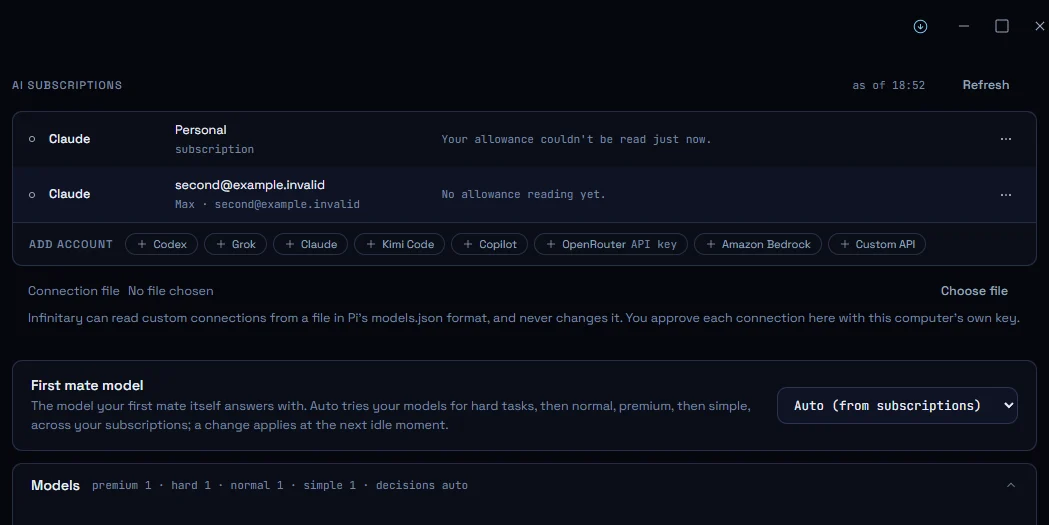 AI SUBSCRIPTIONS as of 18:52 Refresh
Claude Personal Your allowance couldn't be read just now. ...
subscription
Claude second@example.invalid No allowance reading yet. ...
Max · second@example.invalid
ADD ACCOUNT + Codex + Grok + Claude + Kimi Code + Copilot + OpenRouter API key + Amazon Bedrock + Custom API
Connection file No file chosen Choose file
Infinitary can read custom connections from a file in Pi's models.json format, and never changes it. You approve each connection here with this computer's own key.
First mate model
The model your first mate itself answers with. Auto tries your models for hard tasks, then normal, premium, then simple,
across your subscriptions; a change applies at the next idle moment.
Auto (from subscriptions)
Models premium 1 · hard 1 · normal 1 · simple 1 · decisions auto